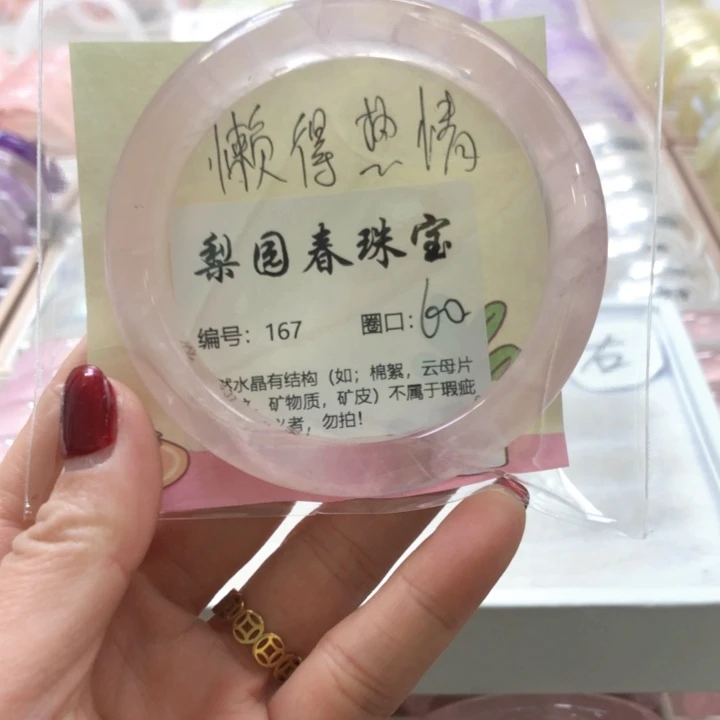 懒得热情
梨园春珠宝
编号：167 圈口：60
然水晶有结构（如；棉絮，云母片
矿物质，矿皮）不属于瑕疵
者，勿拍！
右